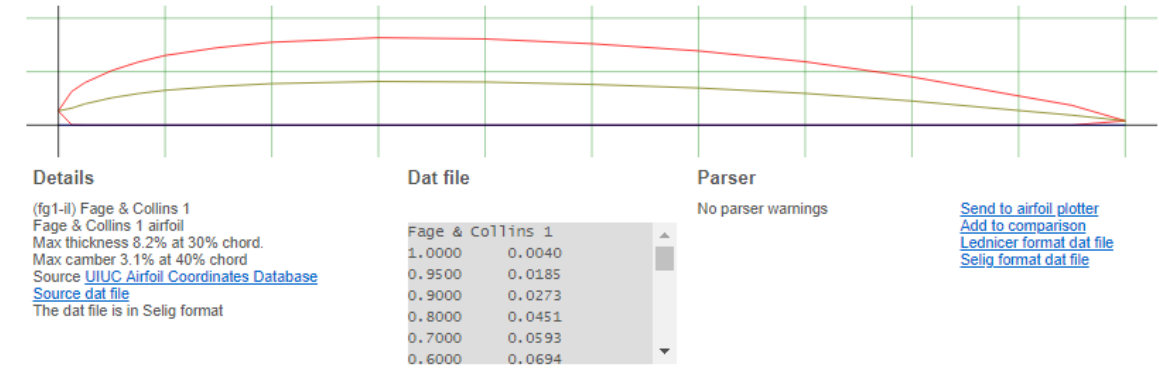 Details
(fg1-il) Fage & Collins 1
Fage & Collins 1 airfoil
Max thickness 8.2% at 30% chord.
Max camber 3.1% at 40% chord
Source UIUC Airfoil Coordinates Database
Source dat file
The dat file is in Selig format
Dat file
Fage & Collins 1
1.0000 0.0040
0.9500 0.0185
0.9000 0.0273
0.8000 0.0451
0.7000 0.0593
0.6000 0.0694
Parser
No parser warnings
Send to airfoil plotter
Add to comparison
Lednicer format dat file
Selig format dat file